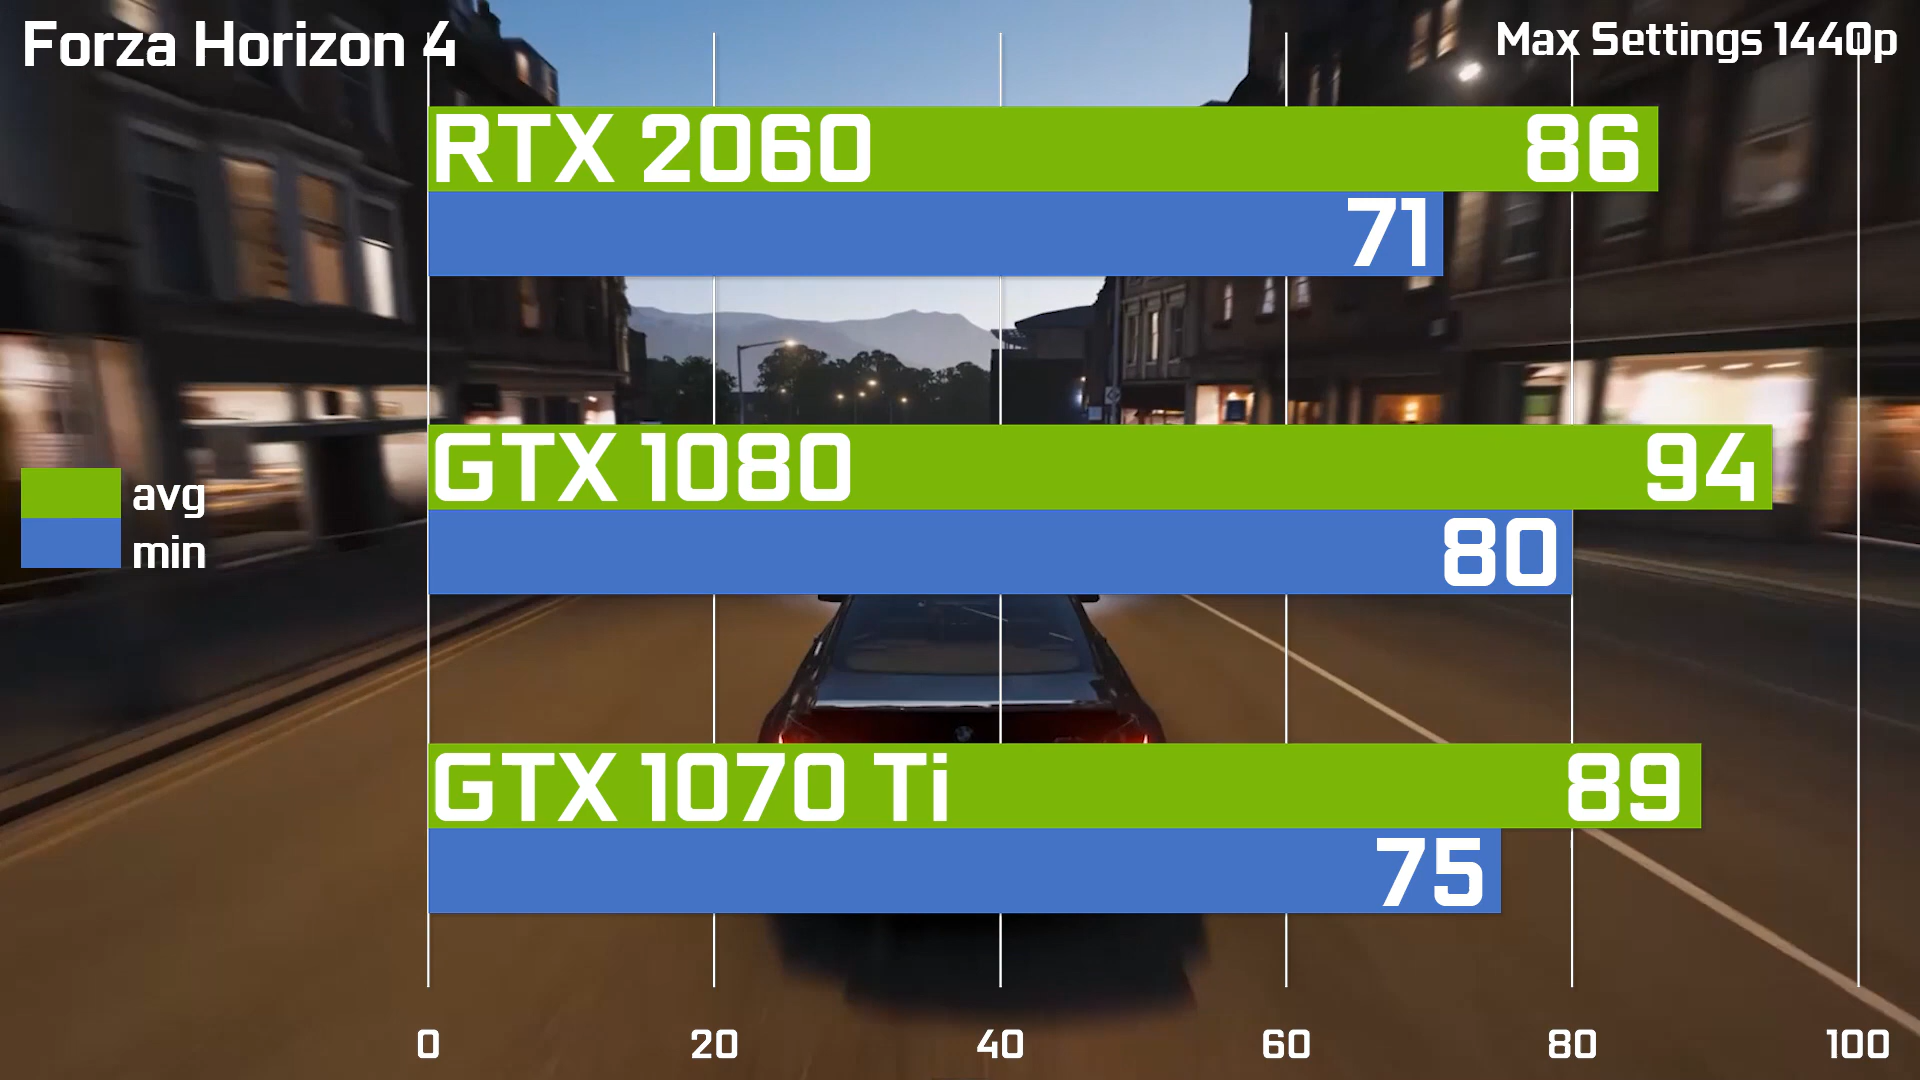 Forza Horizon 4
Max Settings 1440p
RTX 2060 86
71
GTX 1080 94
80
avg
min
GTX 1070 Ti 89
75
0 20 40 60 80 100